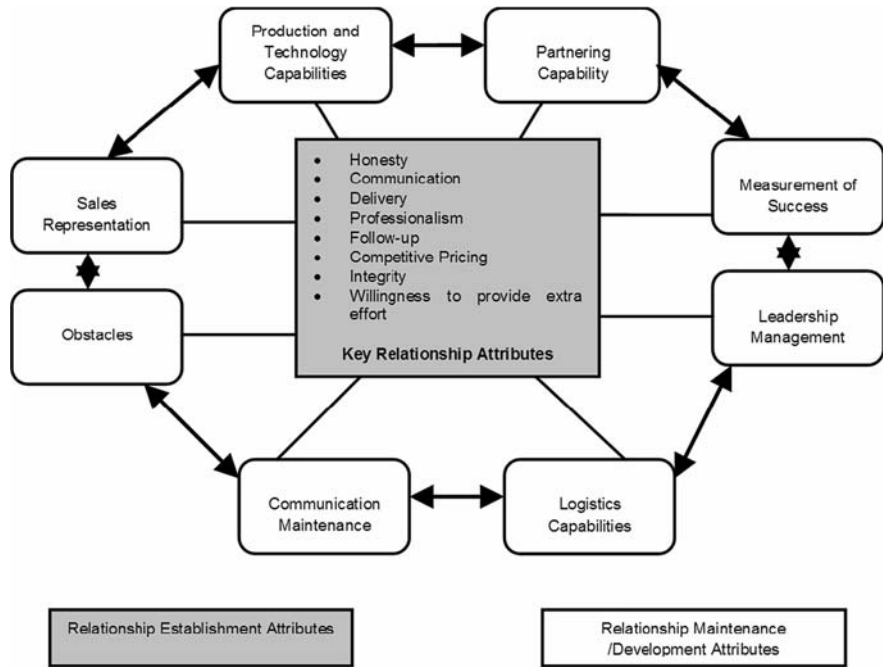 Production and
Technology
Capabilities
Partnering
Capability
Sales
Representation
Measurement of
Success
Obstacles
Leadership
Management
Communication
Maintenance
Logistics
Capabilities
• Honesty
• Communication
• Delivery
• Professionalism
• Follow-up
• Competitive Pricing
• Integrity
• Willingness to provide extra
effort
Key Relationship Attributes
Relationship Establishment Attributes
Relationship Maintenance
/Development Attributes